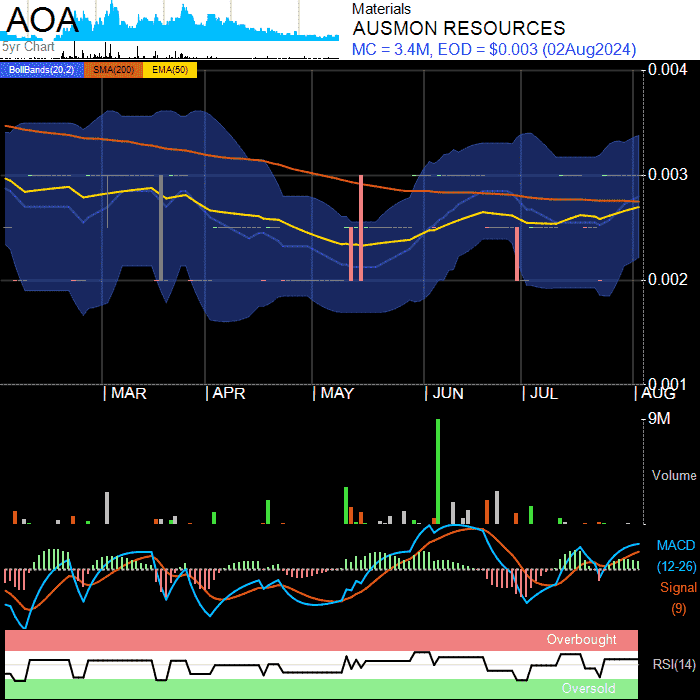 AOA
5yr Chart
Materials
AUSMON RESOURCES
MC = 3.4M, EOD = $0.003 (02Aug2024)
BollBands(20,2) SMA(200) EMA(50)
0.004
0.003
0.002
0.001
| MAR | APR | MAY | JUN | JUL | AUG
9M
Volume
MACD
(12-26)
Signal
(9)
Overbought
RSI(14)
Oversold